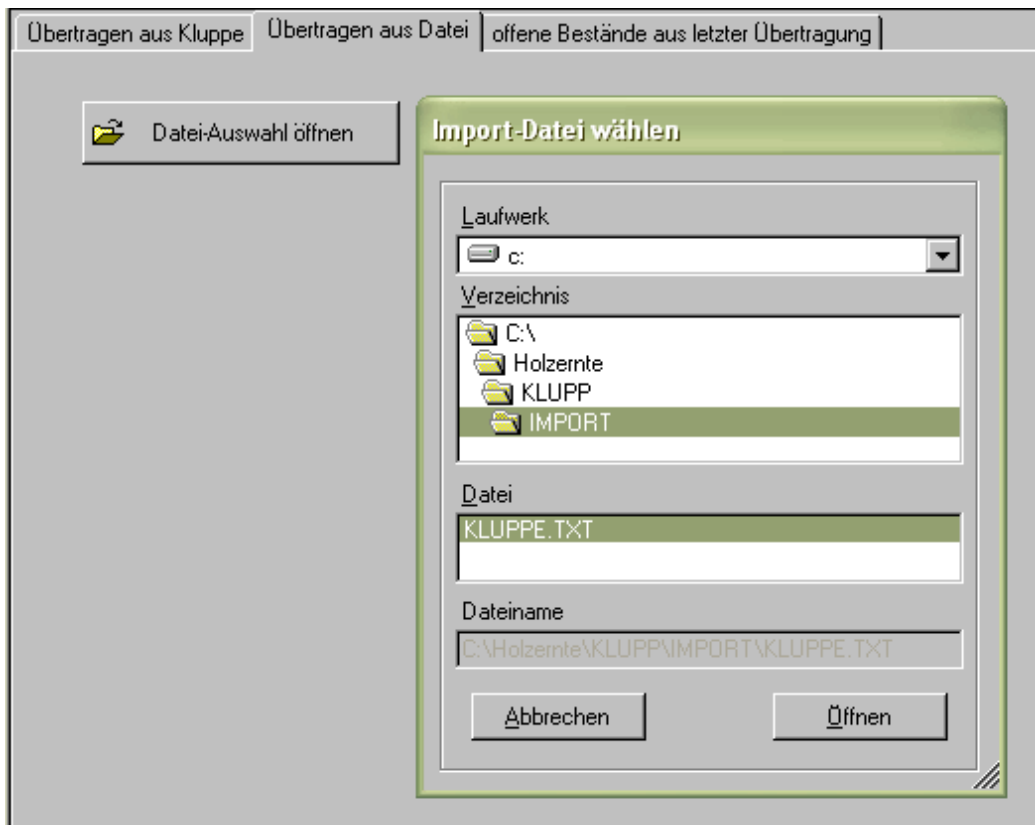 Übertragen aus Kluppe
Übertragen aus Datei
offene Bestände aus letzter Übertragung
Datei-Auswahl öffnen
Import-Datei wählen
Laufwerk
c:
Verzeichnis
C:\
Holzernte
KLUPP
IMPORT
Datei
KLUPPE.TXT
Dateiname
C:\Holzernte\KLUPP\IMPORT\KLUPPE.TXT
Abbrechen
Öffnen